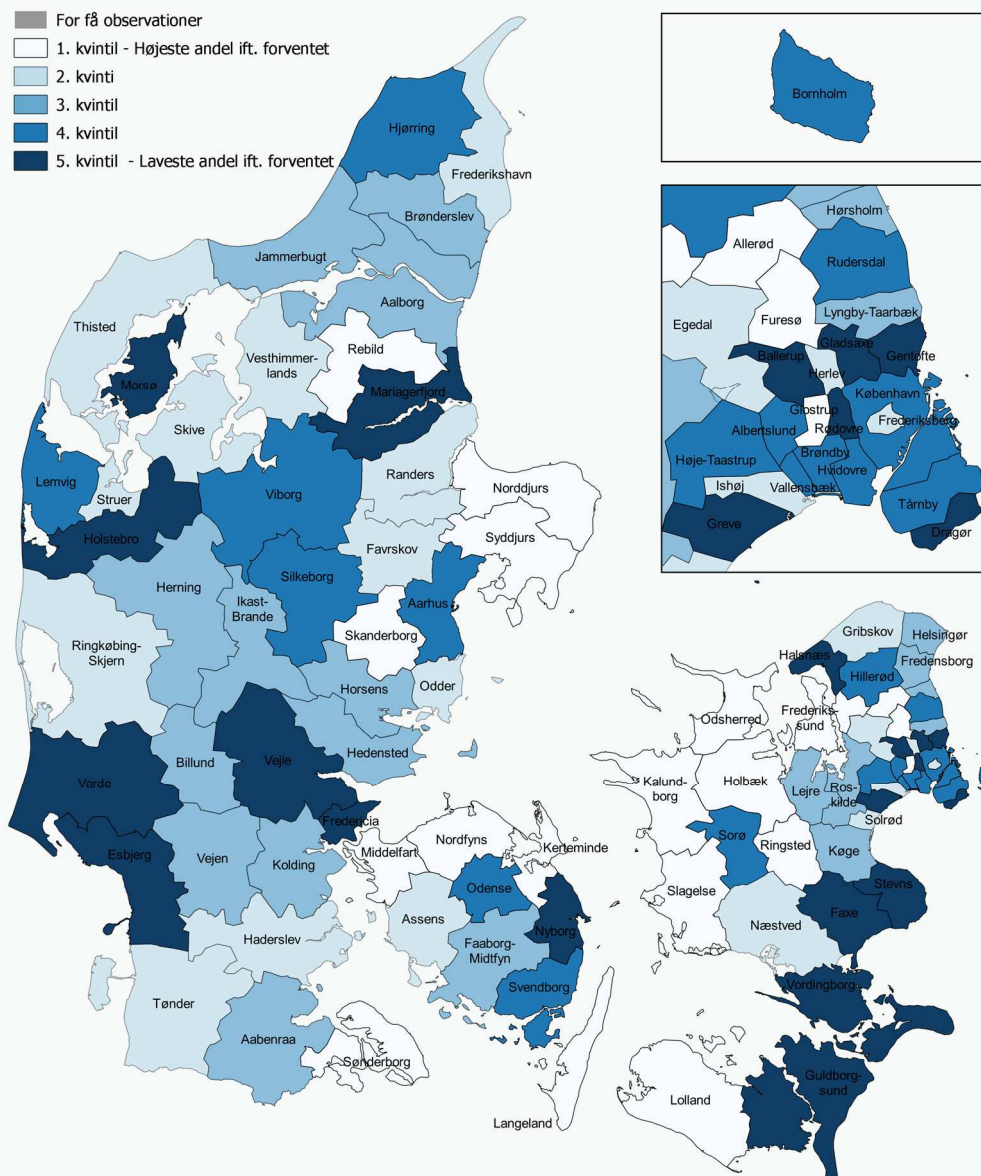 For få observationer
1. kvintil - Højeste andel ift. forventet
2. kvinti
3. kvintil
4. kvintil
5. kvintil - Laveste andel ift. forventet
Hjørring
Frederikshavn
Brønderslev
Jammerbugt
Aalborg
Thisted
Vesthimmer-
lands
Rebild
Morsø
Mariagerfjord
Skive
Lemvig
Struer
Viborg
Randers
Norddjurs
Holstebro
Syddjurs
Favrskov
Silkeborg
Herning
Ikast-
Brande
Aarhus
Skanderborg
Ringkøbing-
Skjern
Odder
Horsens
Hedensted
Billund
Vejle
Varde
Fredericia
Esbjerg
Vejen
Kolding
Middelfart
Nordfyns
Kerteminde
Odense
Assens
Nyborg
Faaborg-
Midtfyn
Haderslev
Svendborg
Tønder
Aabenraa
Sønderborg
Langeland
Bornholm
Hørsholm
Allerød
Rudersdal
Egedal
Furesø
Lyngby-Taarbæk
Gladsaxe
Ballerup
Gentofte
Herlev
København
Glostrup
Frederiksberg
Albertslund
Rødovre
Brøndby
Høje-Taastrup
Hvidovre
Ishøj
Vallensbæk
Tårnby
Greve
Dragør
Gribskov
Helsingør
Halsnæs
Fredensborg
Hillerød
Frederiks-
sund
Odsherred
Kalund-
borg
Holbæk
Lejre
Ros-
kilde
Solrød
Sorø
Ringsted
Køge
Slagelse
Stevns
Faxe
Næstved
Vordingborg
Guldborg-
sund
Lolland